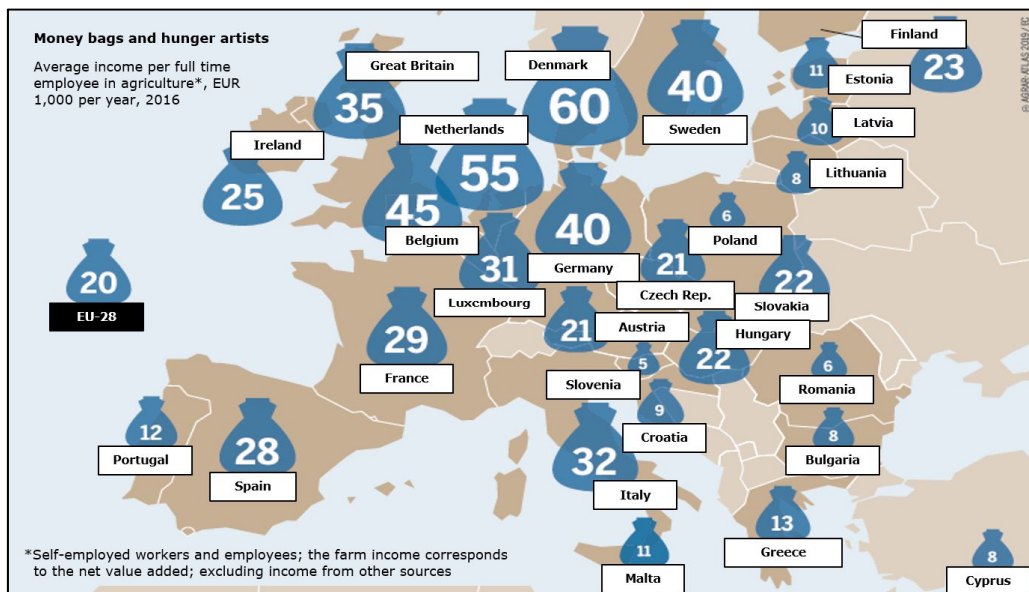 Money bags and hunger artists
Average income per full time
employee in agriculture*, EUR
1,000 per year, 2016
Great Britain
35
Denmark
60
40
Sweden
Finland
23
11
Estonia
10
Latvia
8
Lithuania
Ireland
25
Netherlands
55
45
Belgium
40
Germany
6
Poland
31
Luxcmbourg
21
Czech Rep.
22
Slovakia
20
EU-28
29
France
21
Austria
22
Hungary
5
Slovenia
9
Croatia
6
Romania
8
Bulgaria
12
Portugal
28
Spain
32
Italy
13
Greece
11
Malta
8
Cyprus
*Self-employed workers and employees; the farm income corresponds
to the net value added; excluding income from other sources
© AGRAR-ATLAS 2019 / EC